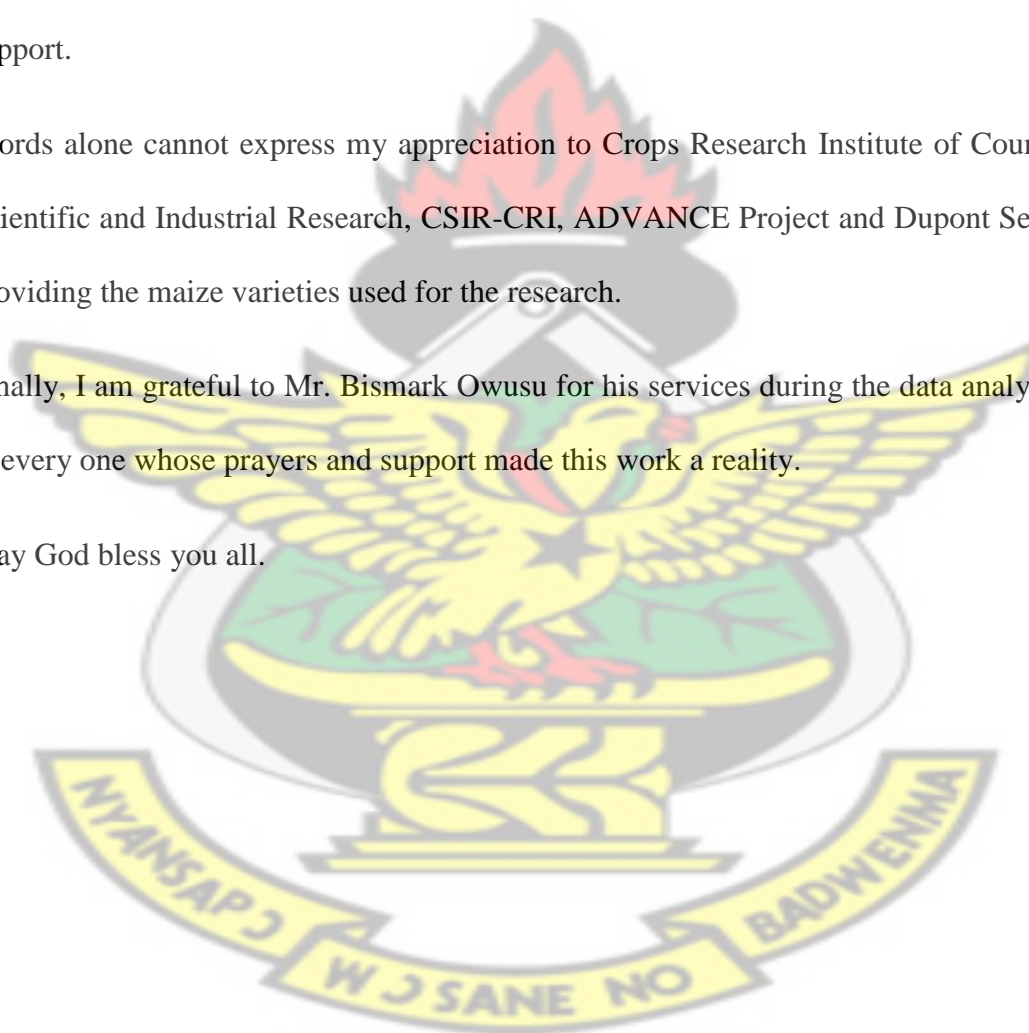 pport.
ords alone cannot express my appreciation to Crops Research Institute of Coun
ientific and Industrial Research, CSIR-CRI, ADVANCE Project and Dupont Se
oviding the maize varieties used for the research.
nally, I am grateful to Mr. Bismark Owusu for his services during the data analy
every one whose prayers and support made this work a reality.
ay God bless you all.
NYANSAPƆ
WƆ SANE NO
BADWENMA